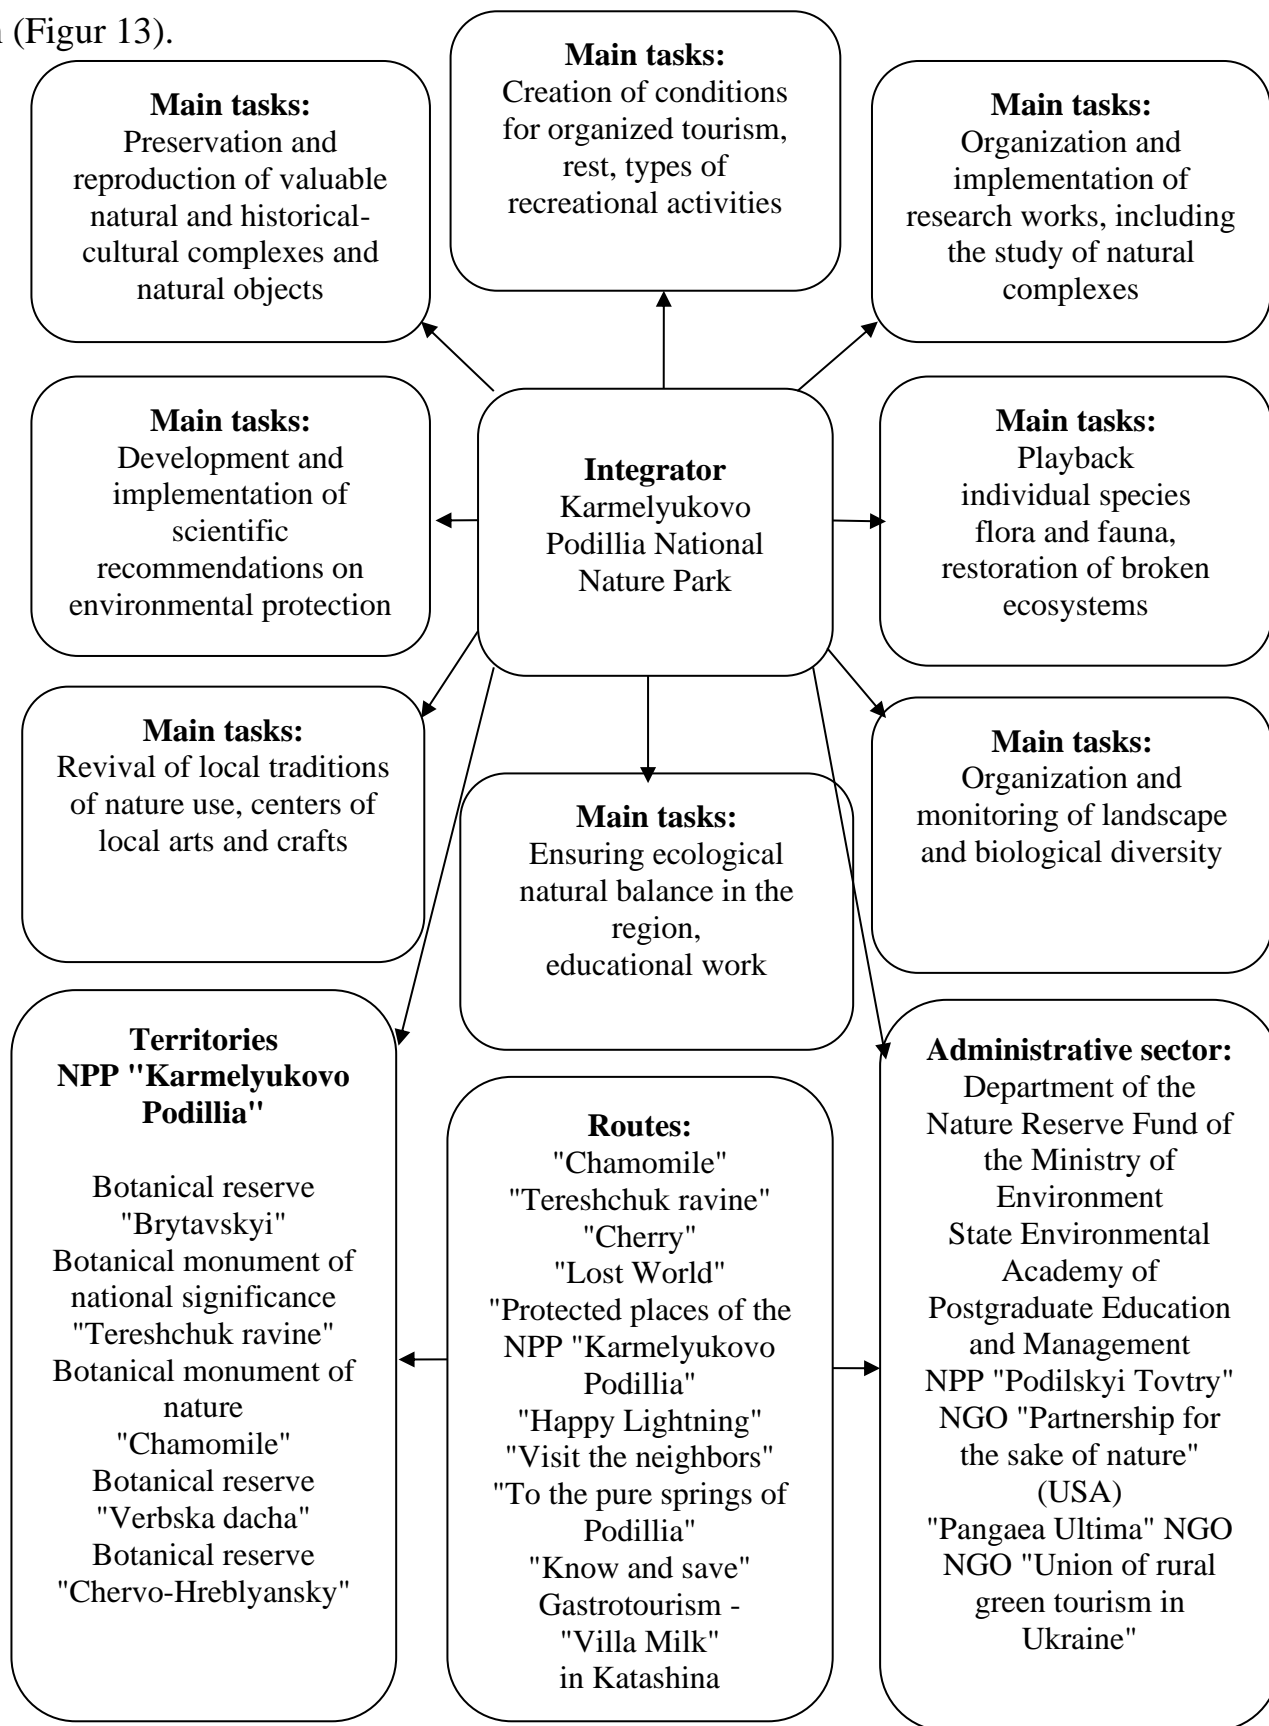 (Figur 13).
Main tasks:
Preservation and
reproduction of valuable
natural and historical-
cultural complexes and
natural objects
Main tasks:
Creation of conditions
for organized tourism,
rest, types of
recreational activities
Main tasks:
Organization and
implementation of
research works, including
the study of natural
complexes
Main tasks:
Development and
implementation of
scientific
recommendations on
environmental protection
Integrator
Karmelyukovo
Podillia National
Nature Park
Main tasks:
Playback
individual species
flora and fauna,
restoration of broken
ecosystems
Main tasks:
Revival of local traditions
of nature use, centers of
local arts and crafts
Main tasks:
Ensuring ecological
natural balance in the
region,
educational work
Main tasks:
Organization and
monitoring of landscape
and biological diversity
Territories
NPP "Karmelyukovo
Podillia"
Botanical reserve
"Brytavskyi"
Botanical monument of
national significance
"Tereshchuk ravine"
Botanical monument of
nature
"Chamomile"
Botanical reserve
"Verbska dacha"
Botanical reserve
"Chervo-Hreblyansky"
Routes:
"Chamomile"
"Tereshchuk ravine"
"Cherry"
"Lost World"
"Protected places of the
NPP "Karmelyukovo
Podillia"
"Happy Lightning"
"Visit the neighbors"
"To the pure springs of
Podillia"
"Know and save"
Gastrotourism -
"Villa Milk"
in Katashina
Administrative sector:
Department of the
Nature Reserve Fund of
the Ministry of
Environment
State Environmental
Academy of
Postgraduate Education
and Management
NPP "Podilskyi Tovtry"
NGO "Partnership for
the sake of nature"
(USA)
"Pangaea Ultima" NGO
NGO "Union of rural
green tourism in
Ukraine"